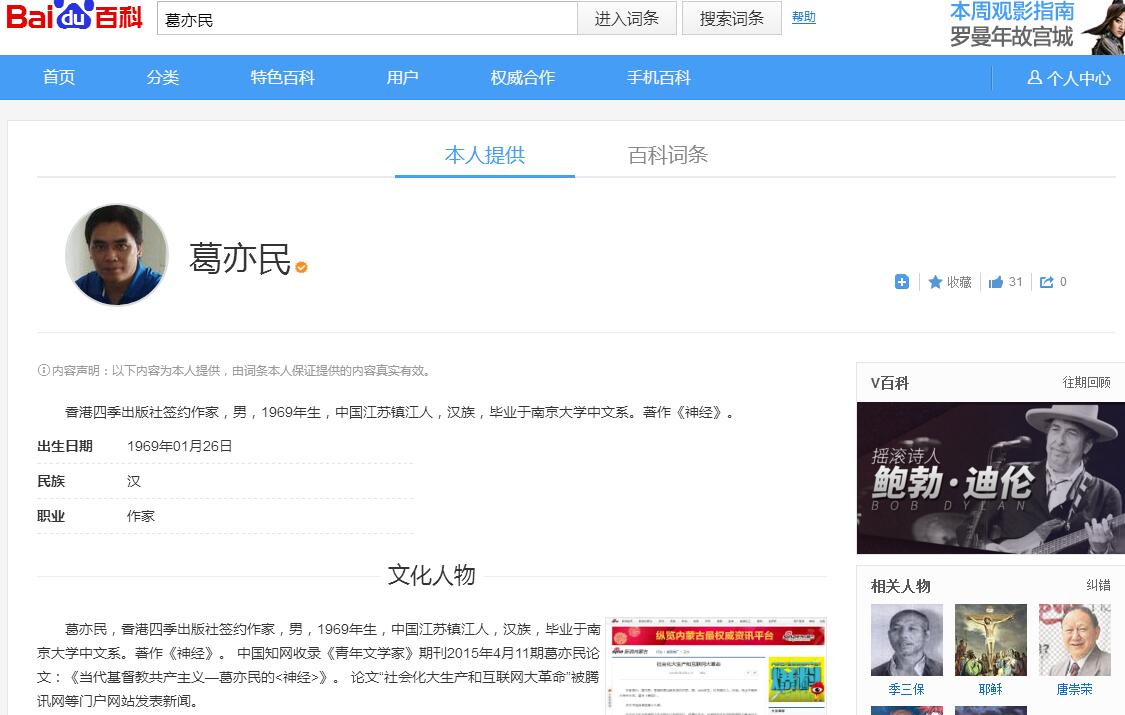 Bai du 百科
葛亦民
进入词条
搜索词条
帮助
本周观影指南
罗曼年故宫城
首页
分类
特色百科
用户
权威合作
手机百科
个人中心
本人提供
百科词条
葛亦民
收藏
31
0
内容声明：以下内容为本人提供，由词条本人保证提供的内容真实有效。
香港四季出版社签约作家，男，1969年生，中国江苏镇江人，汉族，毕业于南京大学中文系。著作《神经》。
出生日期 1969年01月26日
民族 汉
职业 作家
文化人物
葛亦民，香港四季出版社签约作家，男，1969年生，中国江苏镇江人，汉族，毕业于南
京大学中文系。著作《神经》。 中国知网收录《青年文学家》期刊2015年4月11期葛亦民论
文：《当代基督教共产主义—葛亦民的<神经>》。 论文“社会化大生产和互联网大革命”被腾
讯网等门户网站发表新闻。
纵览内蒙古最权威资讯平台
社会化大生产和互联网大革命
V百科
往期回顾
摇滚诗人
鲍勃·迪伦
BOB DYLAN
相关人物
纠错
季三保
耶稣
唐崇荣